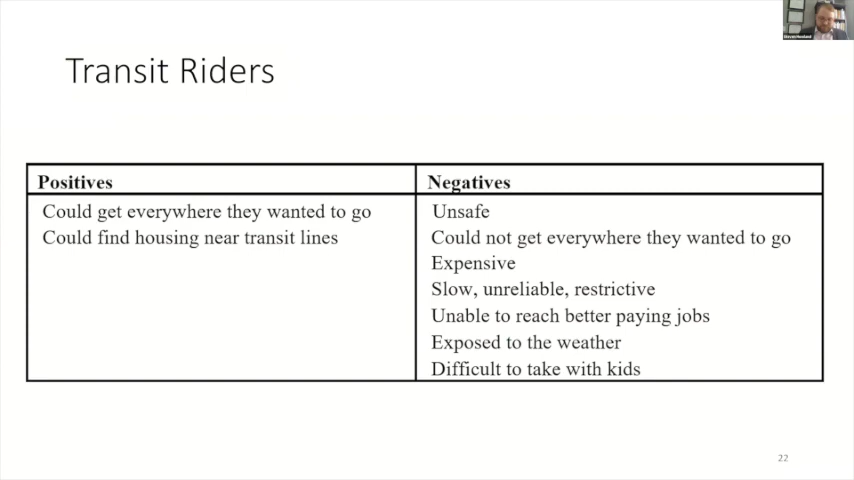 Transit Riders
Positives
Negatives
Could get everywhere they wanted to go
Could find housing near transit lines
Unsafe
Could not get everywhere they wanted to go
Expensive
Slow, unreliable, restrictive
Unable to reach better paying jobs
Exposed to the weather
Difficult to take with kids
22